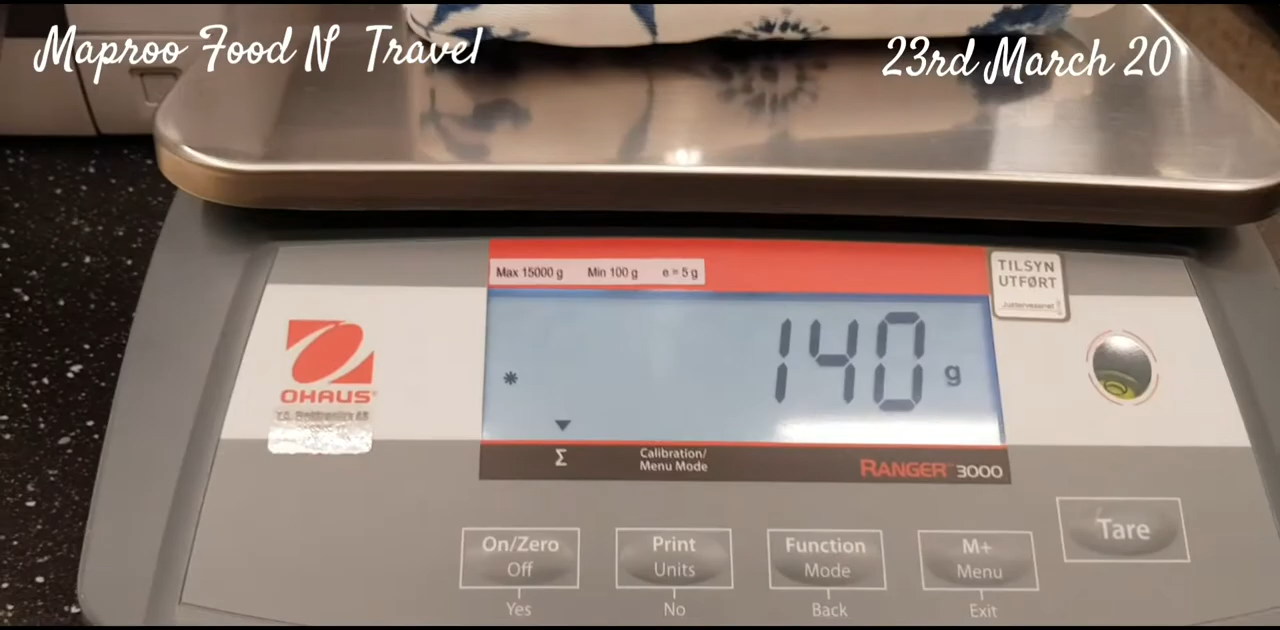 Maproo Food N Travel
23rd March 20
Max 15000 g Min 100 g e = 5 g
TILSYN
UTFØRT
Justervesenet
140 g
*
OHAUS
Σ
Calibration/
Menu Mode
RANGER 3000
On/Zero
Off
Yes
Print
Units
No
Function
Mode
Back
M+
Menu
Exit
Tare